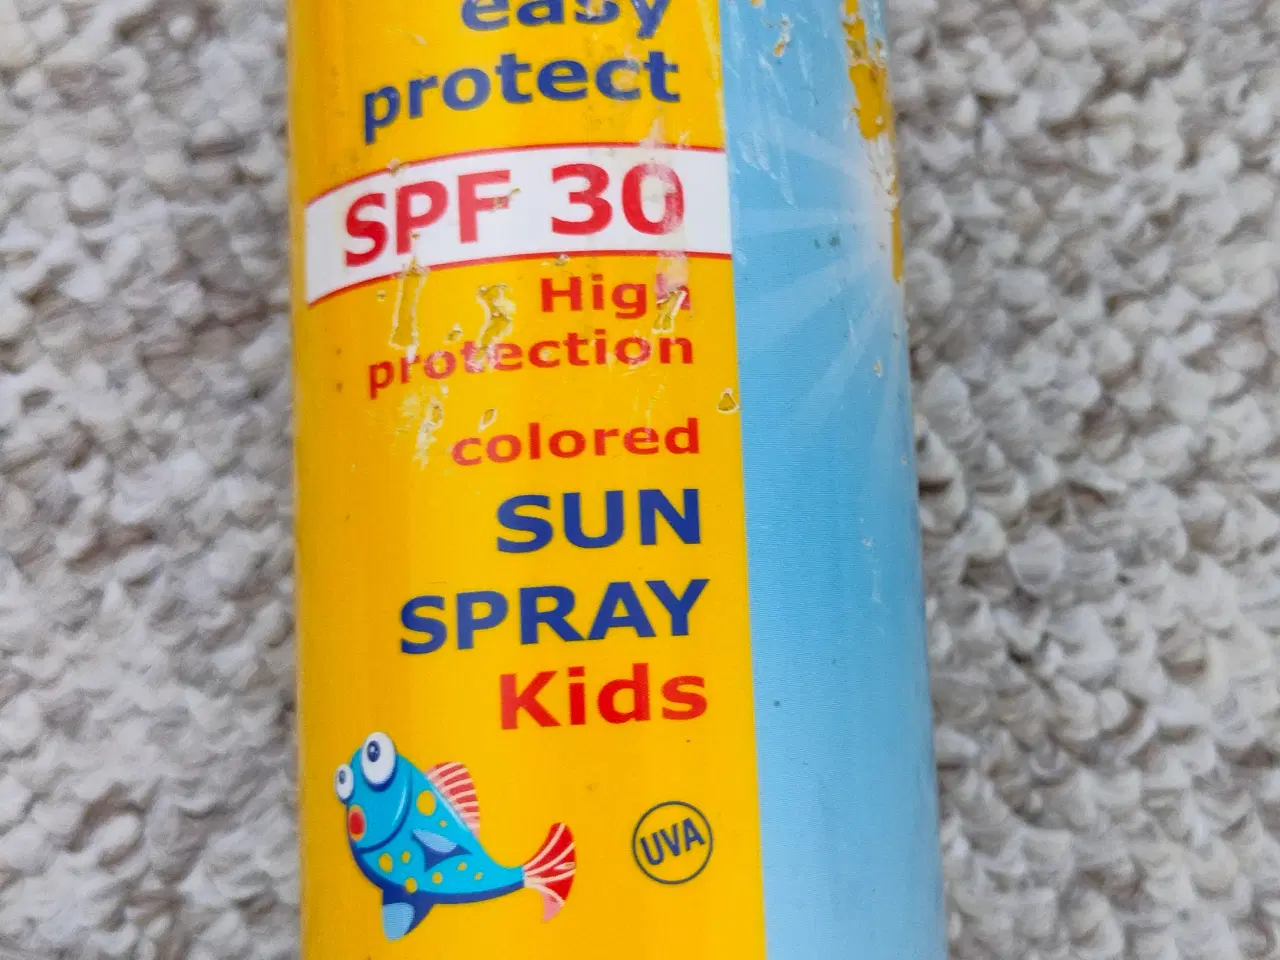 easy
protect
SPF 30
High
protection
colored
SUN
SPRAY
Kids
UVA